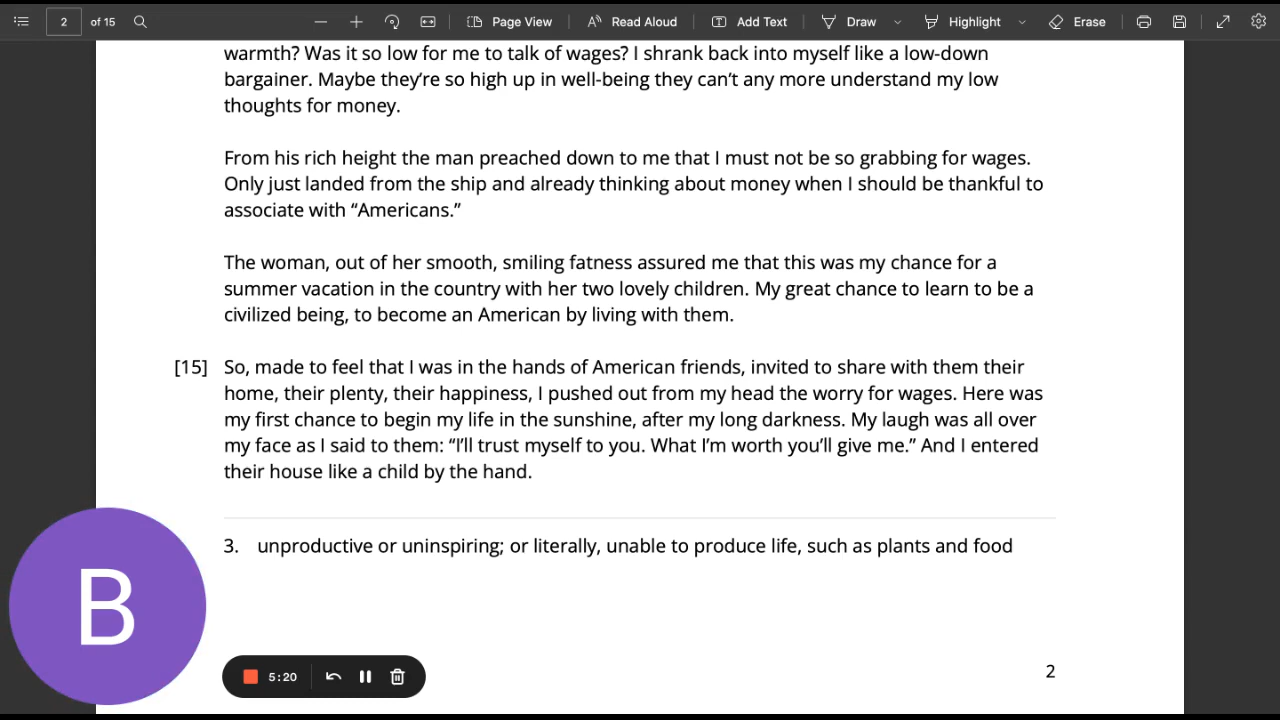 2 of 15 Page View Read Aloud Add Text Draw Highlight Erase
warmth? Was it so low for me to talk of wages? I shrank back into myself like a low-down
bargainer. Maybe they’re so high up in well-being they can’t any more understand my low
thoughts for money.
From his rich height the man preached down to me that I must not be so grabbing for wages.
Only just landed from the ship and already thinking about money when I should be thankful to
associate with “Americans.”
The woman, out of her smooth, smiling fatness assured me that this was my chance for a
summer vacation in the country with her two lovely children. My great chance to learn to be a
civilized being, to become an American by living with them.
[15] So, made to feel that I was in the hands of American friends, invited to share with them their
home, their plenty, their happiness, I pushed out from my head the worry for wages. Here was
my first chance to begin my life in the sunshine, after my long darkness. My laugh was all over
my face as I said to them: “I’ll trust myself to you. What I’m worth you’ll give me.” And I entered
their house like a child by the hand.
3. unproductive or uninspiring; or literally, unable to produce life, such as plants and food
B
5:20
2